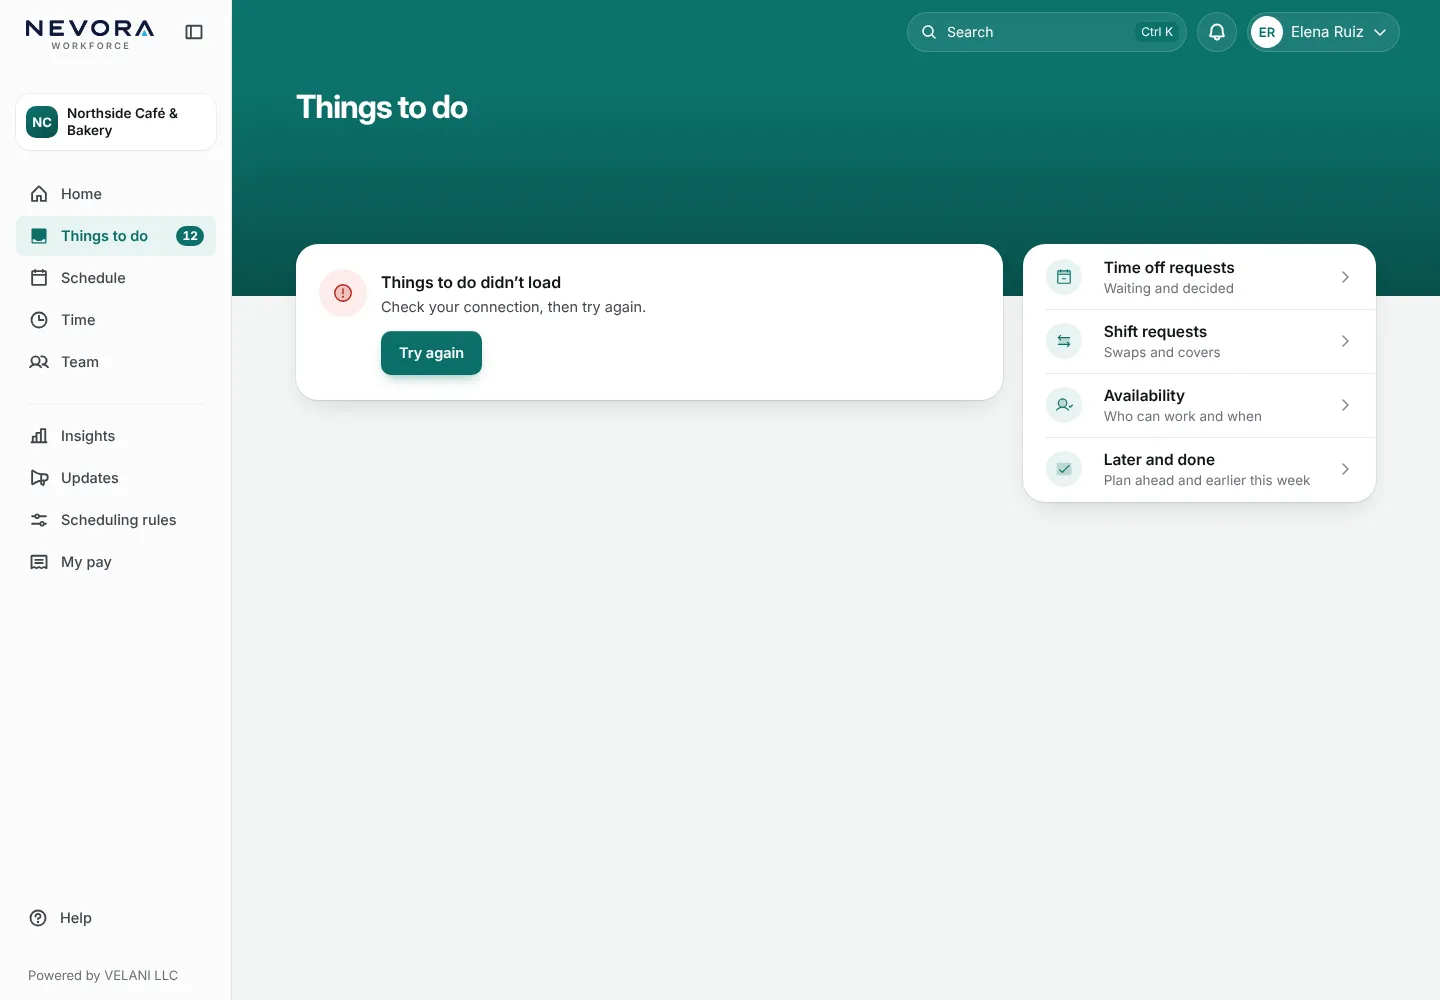 NEVORA
WORKFORCE
Search
Ctrl K
ER
Elena Ruiz
NC
Northside Café &
Bakery
Home
Things to do
12
Schedule
Time
Team
Insights
Updates
Scheduling rules
My pay
Help
Powered by VELANI LLC
Things to do
Things to do didn’t load
Check your connection, then try again.
Try again
Time off requests
Waiting and decided
Shift requests
Swaps and covers
Availability
Who can work and when
Later and done
Plan ahead and earlier this week